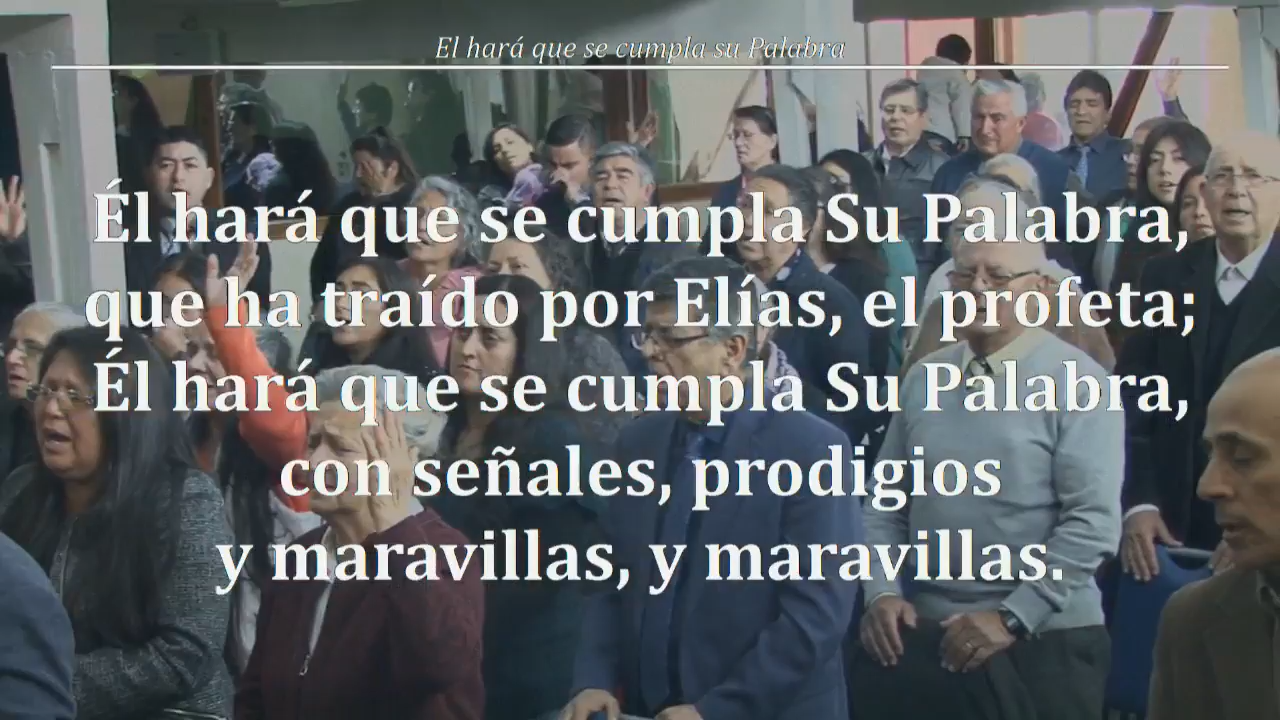 El hará que se cumpla su Palabra
Él hará que se cumpla Su Palabra,
que ha traído por Elías, el profeta;
Él hará que se cumpla Su Palabra,
con señales, prodigios
y maravillas, y maravillas.